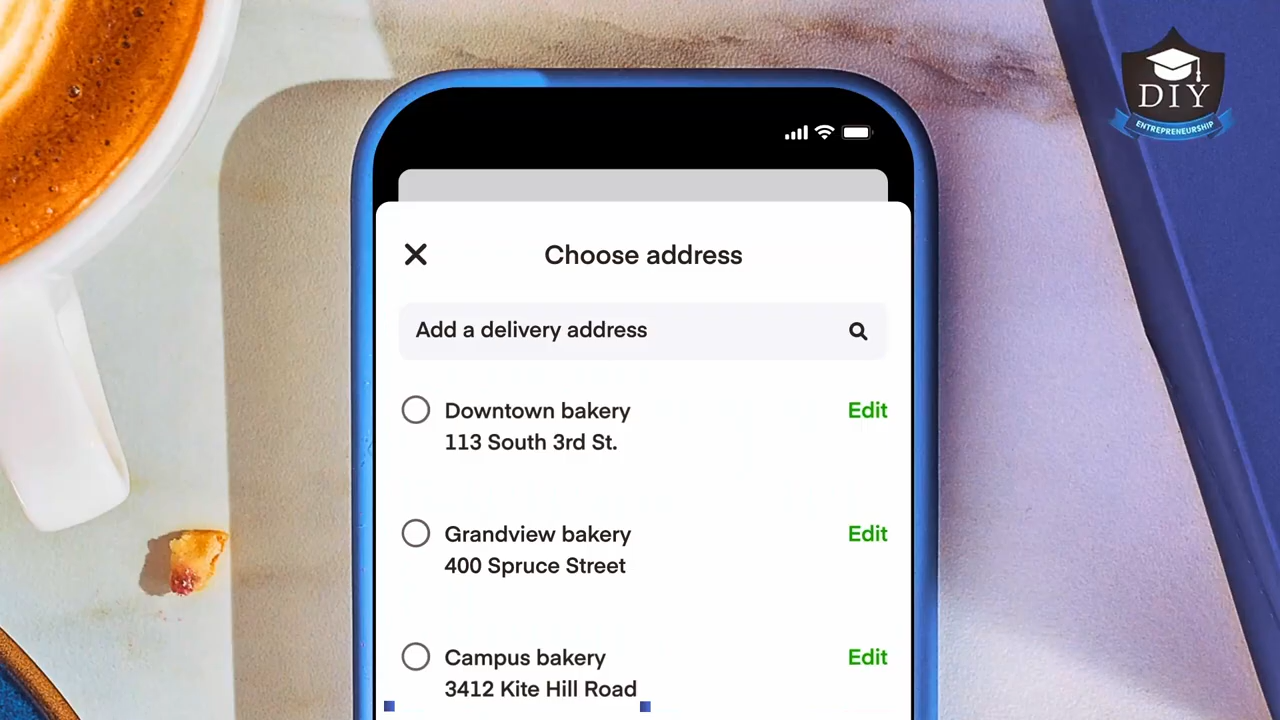 DIY
ENTREPRENEURSHIP
Choose address
Add a delivery address
Downtown bakery
Edit
113 South 3rd St.
Grandview bakery
Edit
400 Spruce Street
Campus bakery
Edit
3412 Kite Hill Road